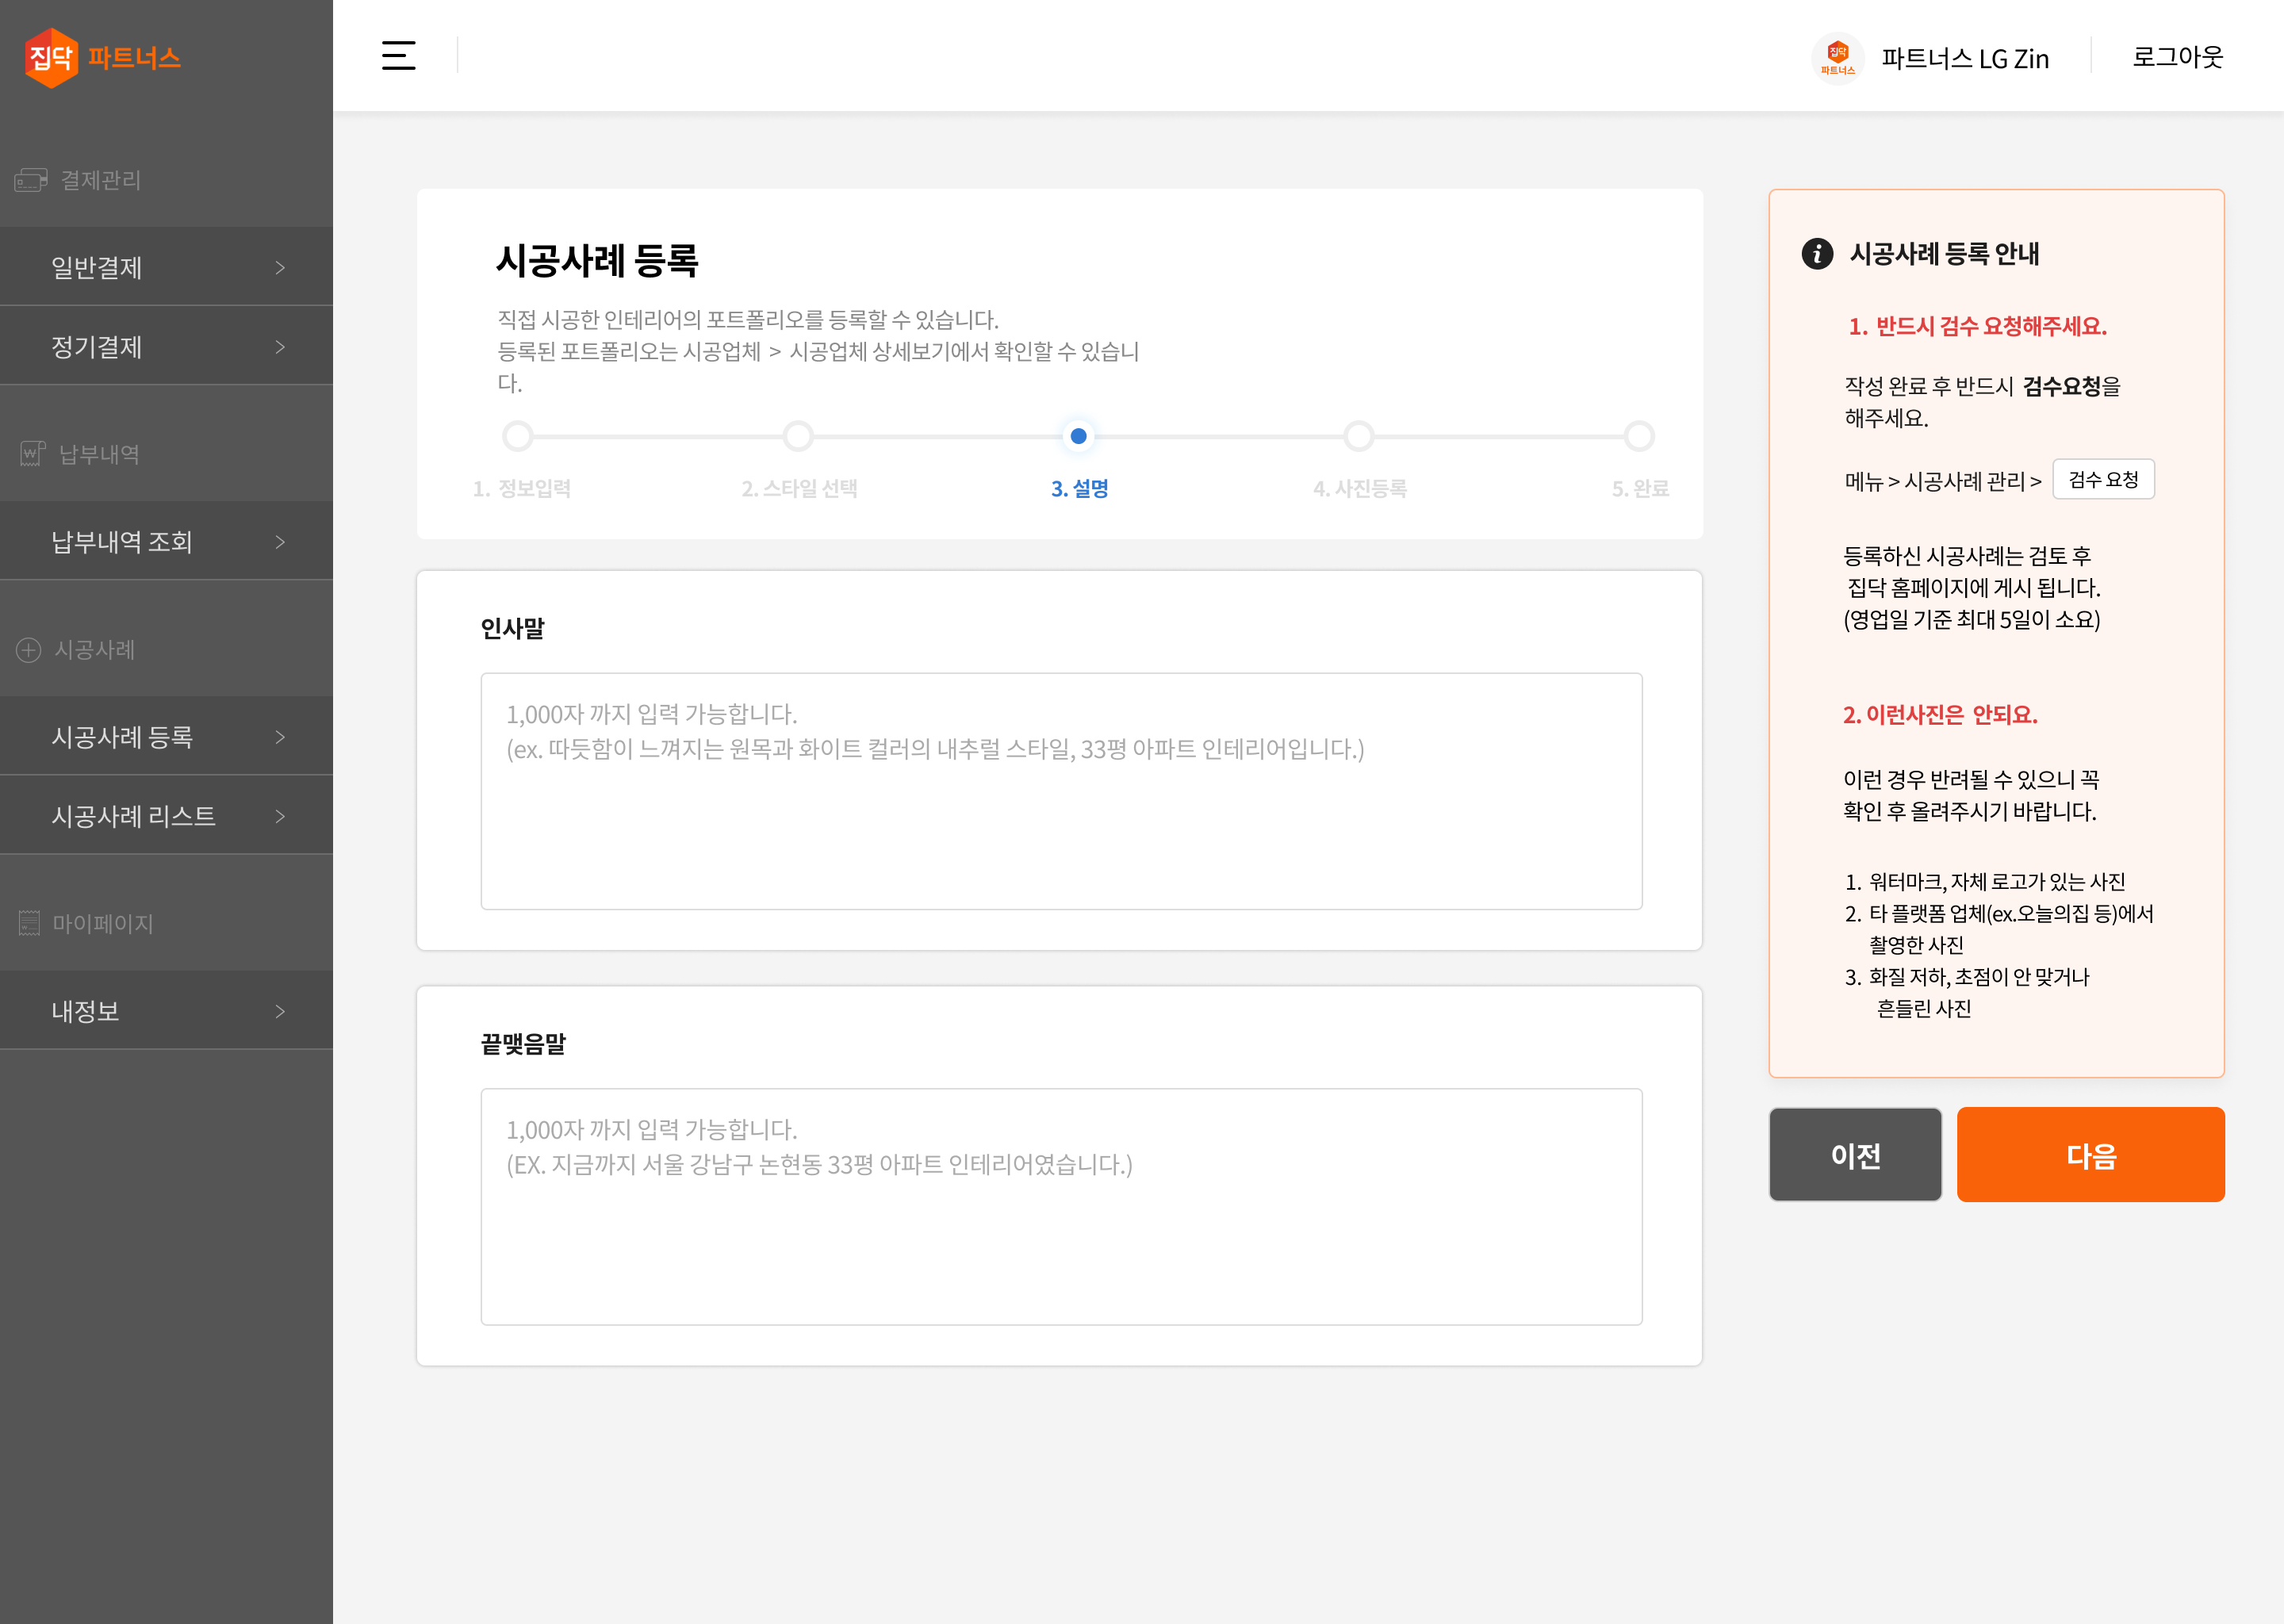 집닥 파트너스
결제관리
일반결제
정기결제
납부내역
납부내역 조회
시공사례
시공사례 등록
시공사례 리스트
마이페이지
내정보
집닥
파트너스
파트너스 LG Zin
로그아웃
시공사례 등록
직접 시공한 인테리어의 포트폴리오를 등록할 수 있습니다.
등록된 포트폴리오는 시공업체 > 시공업체 상세보기에서 확인할 수 있습니
다.
1. 정보입력
2. 스타일 선택
3. 설명
4. 사진등록
5. 완료
인사말
1,000자 까지 입력 가능합니다.
(ex. 따듯함이 느껴지는 원목과 화이트 컬러의 내추럴 스타일, 33평 아파트 인테리어입니다.)
끝맺음말
1,000자 까지 입력 가능합니다.
(EX. 지금까지 서울 강남구 논현동 33평 아파트 인테리어였습니다.)
시공사례 등록 안내
1. 반드시 검수 요청해주세요.
작성 완료 후 반드시 검수요청을
해주세요.
메뉴 > 시공사례 관리 > 검수 요청
등록하신 시공사례는 검토 후
집닥 홈페이지에 게시 됩니다.
(영업일 기준 최대 5일이 소요)
2. 이런사진은 안되요.
이런 경우 반려될 수 있으니 꼭
확인 후 올려주시기 바랍니다.
1. 워터마크, 자체 로고가 있는 사진
2. 타 플랫폼 업체(ex.오늘의집 등)에서
촬영한 사진
3. 화질 저하, 초점이 안 맞거나
흔들린 사진
이전
다음